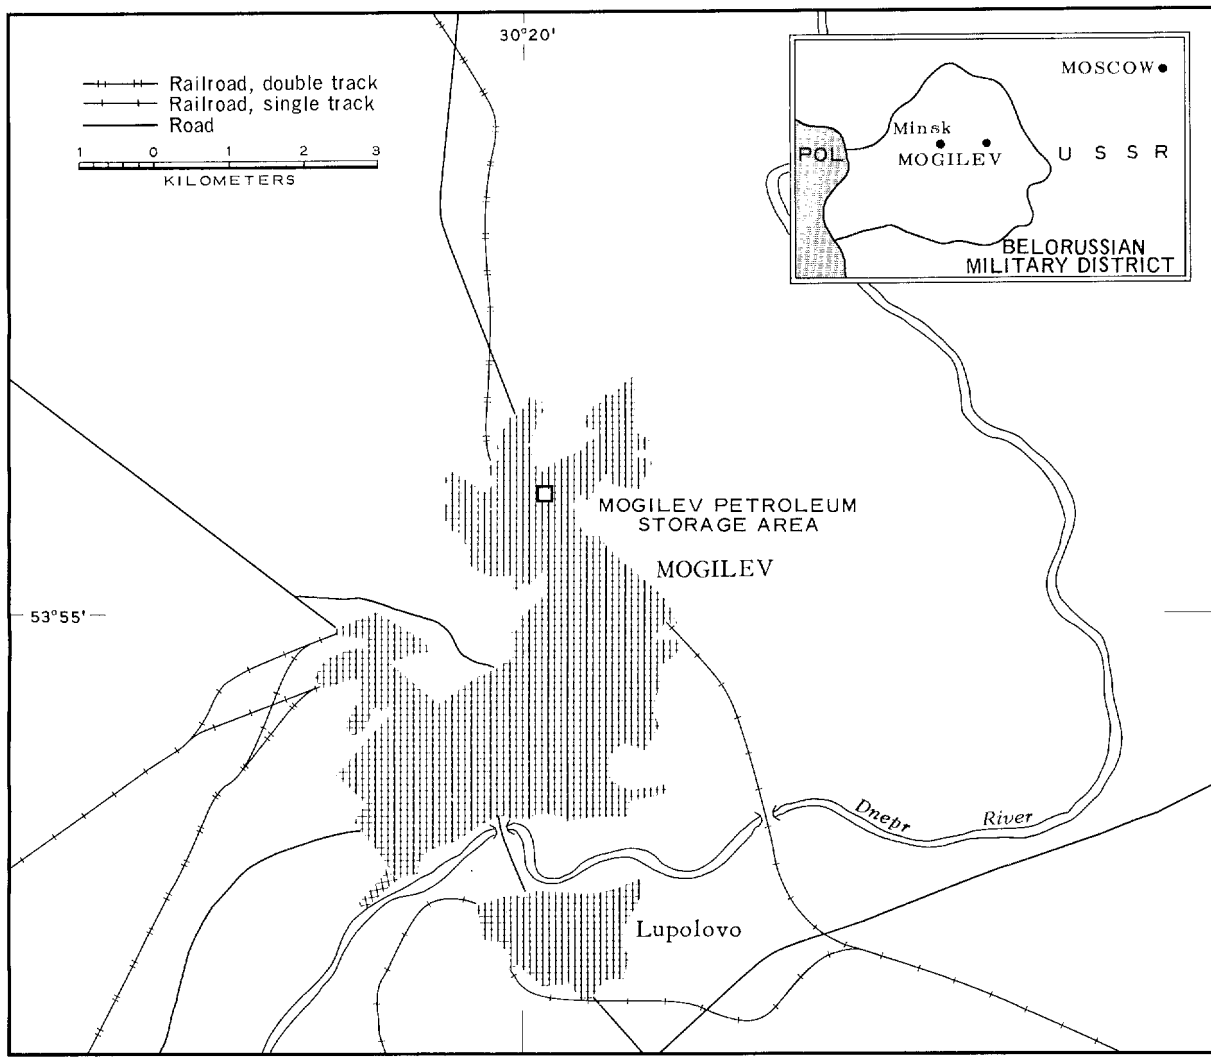 30°20'
Railroad, double track
Railroad, single track
Road
1 0 1 2 3
KILOMETERS
MOSCOW
Minsk
MOGILEV
POL
U S S R
BELORUSSIAN
MILITARY DISTRICT
MOGILEV PETROLEUM
STORAGE AREA
MOGILEV
53°55'
Dnepr River
Lupolovo